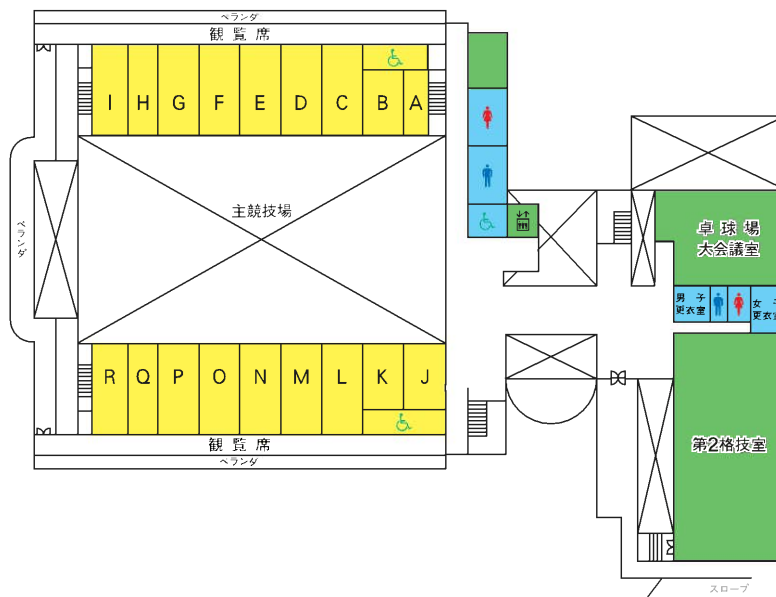 ベランダ
観覧席
I H G F E D C B A
主競技場
ベランダ
卓球場
大会議室
男子
更衣室
女子
更衣室
R Q P O N M L K J
観覧席
ベランダ
第2格技室
スロープ